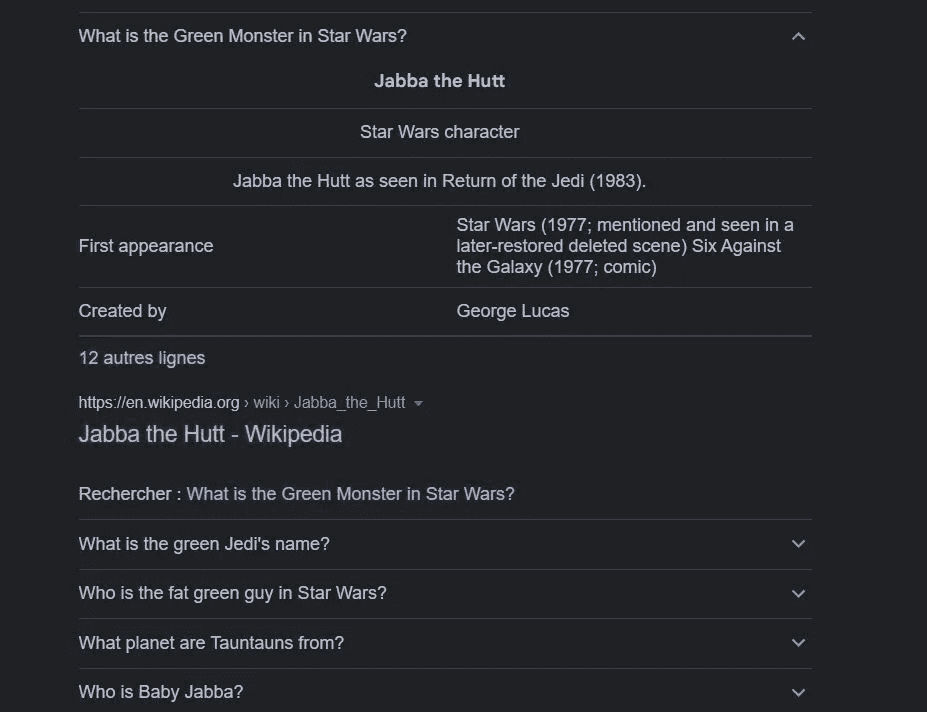 What is the Green Monster in Star Wars?
Jabba the Hutt
Star Wars character
Jabba the Hutt as seen in Return of the Jedi (1983).
First appearance
Star Wars (1977; mentioned and seen in a
later-restored deleted scene) Six Against
the Galaxy (1977; comic)
Created by
George Lucas
12 autres lignes
https://en.wikipedia.org › wiki › Jabba_the_Hutt
Jabba the Hutt - Wikipedia
Rechercher : What is the Green Monster in Star Wars?
What is the green Jedi's name?
Who is the fat green guy in Star Wars?
What planet are Tauntauns from?
Who is Baby Jabba?